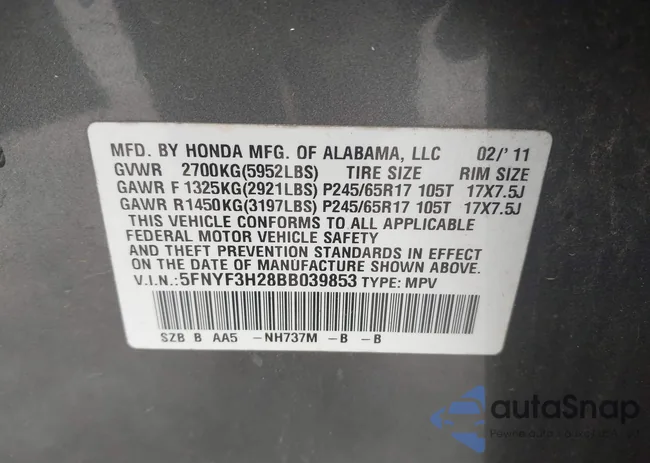 MFD. BY HONDA MFG. OF ALABAMA, LLC 02/' 11
GVWR 2700KG(5952LBS) TIRE SIZE RIM SIZE
GAWR F 1325KG(2921LBS) P245/65R17 105T 17X7.5J
GAWR R1450KG(3197LBS) P245/65R17 105T 17X7.5J
THIS VEHICLE CONFORMS TO ALL APPLICABLE
FEDERAL MOTOR VEHICLE SAFETY
AND THEFT PREVENTION STANDARDS IN EFFECT
ON THE DATE OF MANUFACTURE SHOWN ABOVE.
V.I.N.:5FNYF3H28BB039853 TYPE: MPV
SZB B AA5 -NH737M -B -B
autoSnap